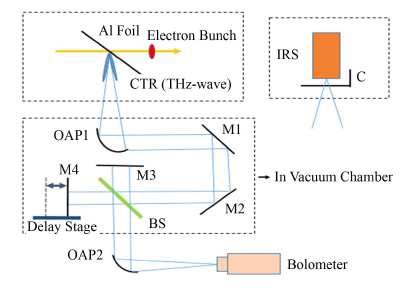 Al Foil
Electron Bunch
CTR (THz-wave)
IRS
C
OAP1
M1
M3
M4
In Vacuum Chamber
M2
BS
Delay Stage
OAP2
Bolometer